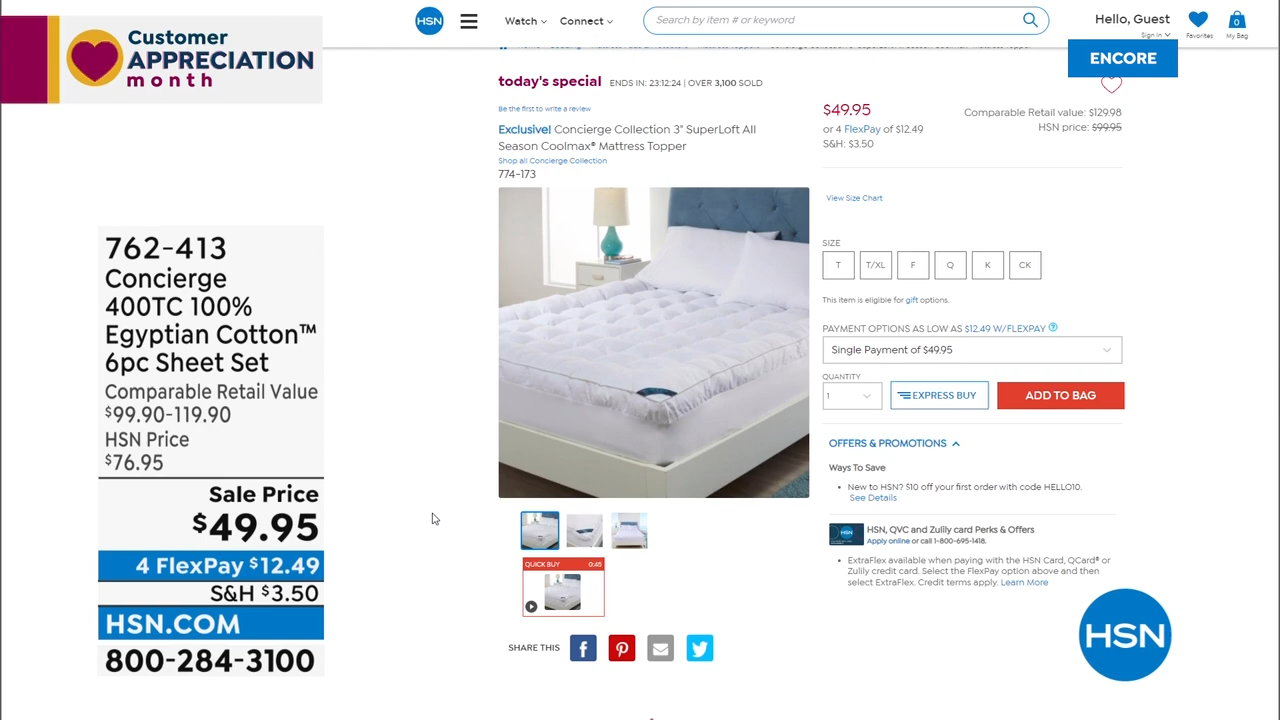 Customer
APPRECIATION
month
HSN
Watch
Connect
Search by item # or keyword
Hello, Guest
Sign in
Favorites
0
My Bag
ENCORE
today's special ENDS IN: 23:12:24 | OVER 3,100 SOLD
Be the first to write a review
Exclusive! Concierge Collection 3" SuperLoft All
Season Coolmax® Mattress Topper
Shop all Concierge Collection
774-173
$49.95
or 4 FlexPay of $12.49
S&H: $3.50
Comparable Retail value: $129.98
HSN price: $99.95
View Size Chart
SIZE
T
T/XL
F
Q
K
CK
This item is eligible for gift options.
PAYMENT OPTIONS AS LOW AS $12.49 W/FLEXPAY ?
Single Payment of $49.95
QUANTITY
1
EXPRESS BUY
ADD TO BAG
OFFERS & PROMOTIONS
Ways To Save
• New to HSN? $10 off your first order with code HELLO10.
See Details
HSN, QVC and Zulily card Perks & Offers
Apply online or call 1-800-695-1418.
• ExtraFlex available when paying with the HSN Card, QCard® or
Zulily credit card. Select the FlexPay option above and then
select ExtraFlex. Credit terms apply. Learn More
QUICK BUY 0:45
SHARE THIS
762-413
Concierge
400TC 100%
Egyptian Cotton™
6pc Sheet Set
Comparable Retail Value
$99.90-119.90
HSN Price
$76.95
Sale Price
$49.95
4 FlexPay $12.49
S&H $3.50
HSN.COM
800-284-3100
HSN